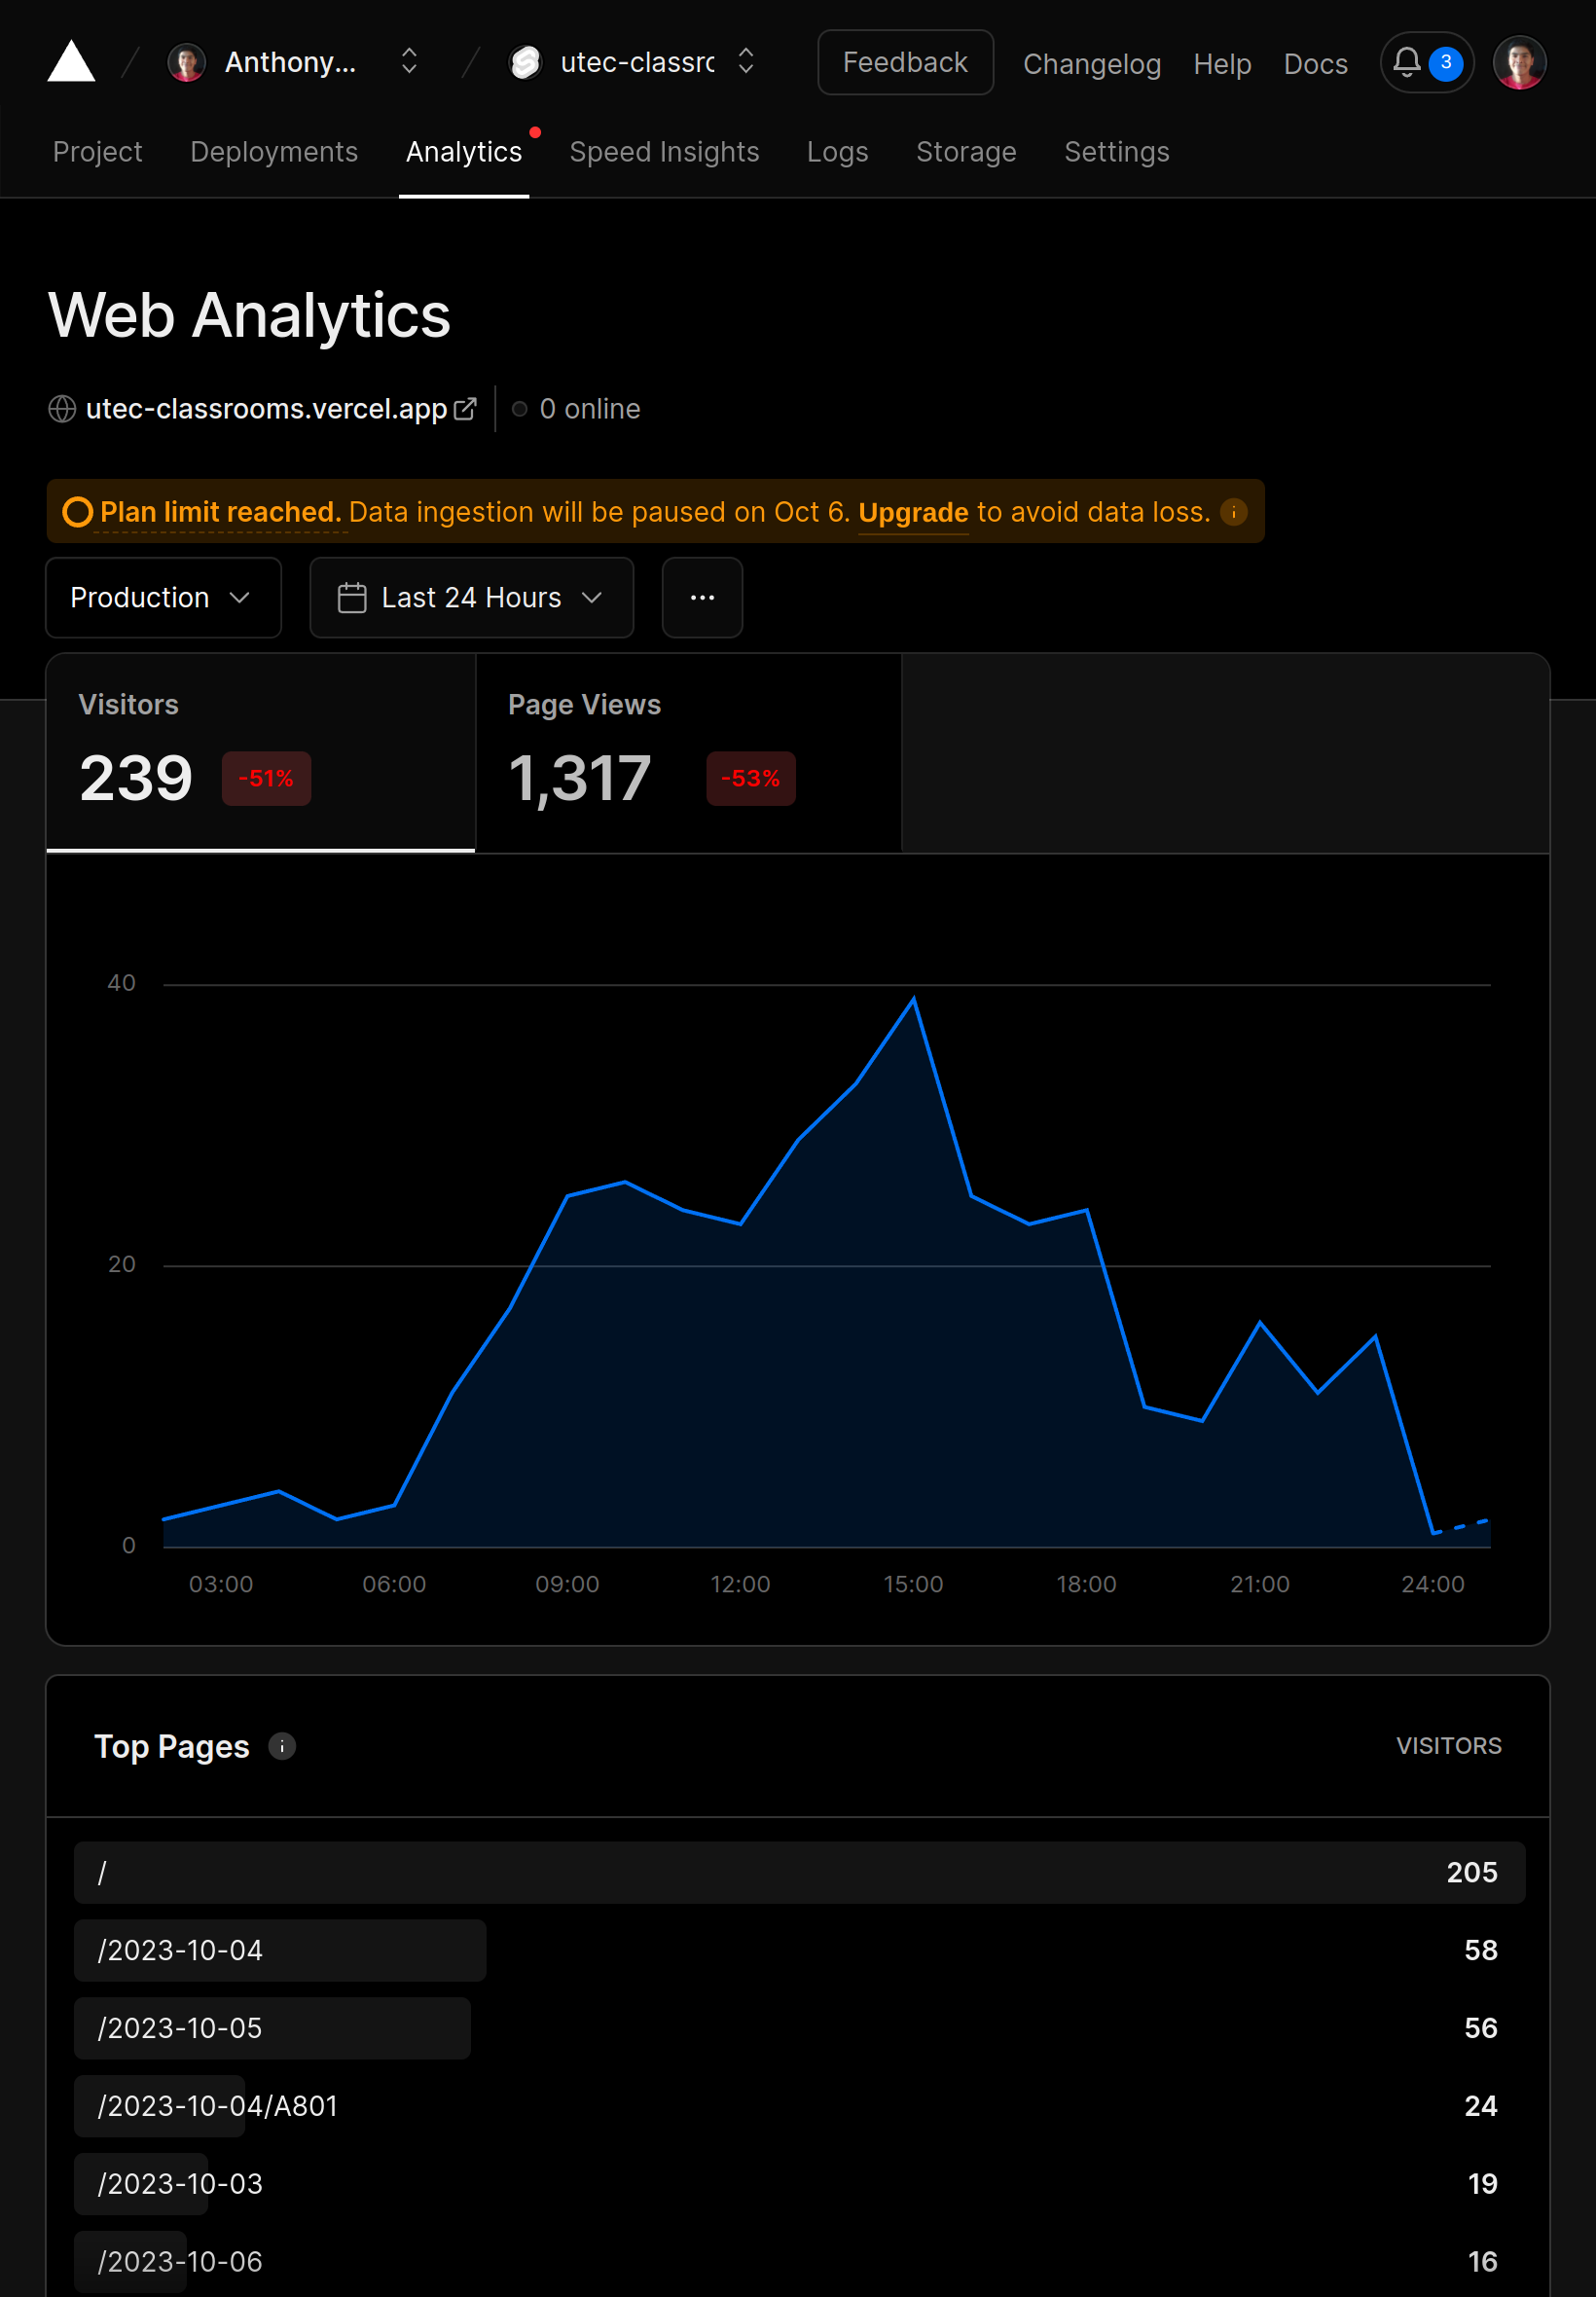 Anthony...
utec-classrc
Feedback
Changelog
Help
Docs
3
Project
Deployments
Analytics
Speed Insights
Logs
Storage
Settings
Web Analytics
utec-classrooms.vercel.app
0 online
Plan limit reached. Data ingestion will be paused on Oct 6. Upgrade to avoid data loss.
Production
Last 24 Hours
Visitors
239
-51%
Page Views
1,317
-53%
40
20
0
03:00
06:00
09:00
12:00
15:00
18:00
21:00
24:00
Top Pages
VISITORS
/
205
/2023-10-04
58
/2023-10-05
56
/2023-10-04/A801
24
/2023-10-03
19
/2023-10-06
16